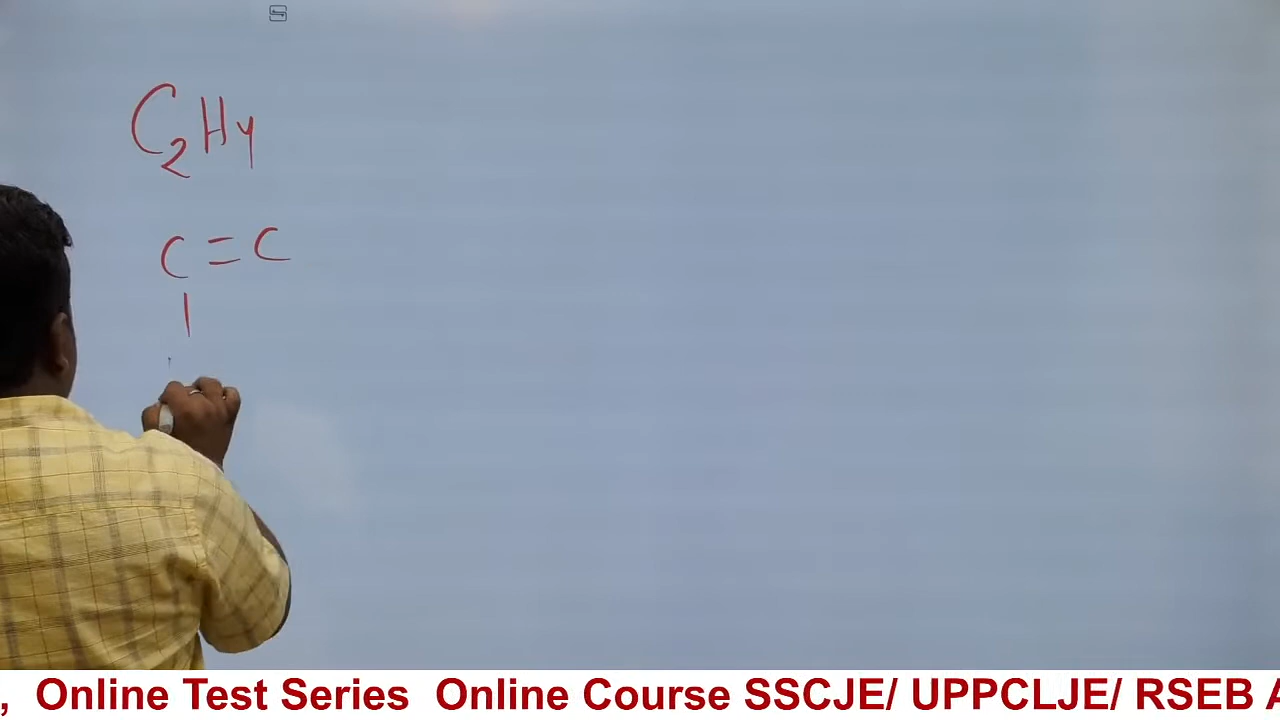 C₂H4
C = C
, Online Test Series Online Course SSCJE/ UPPCLJE/ RSEB A